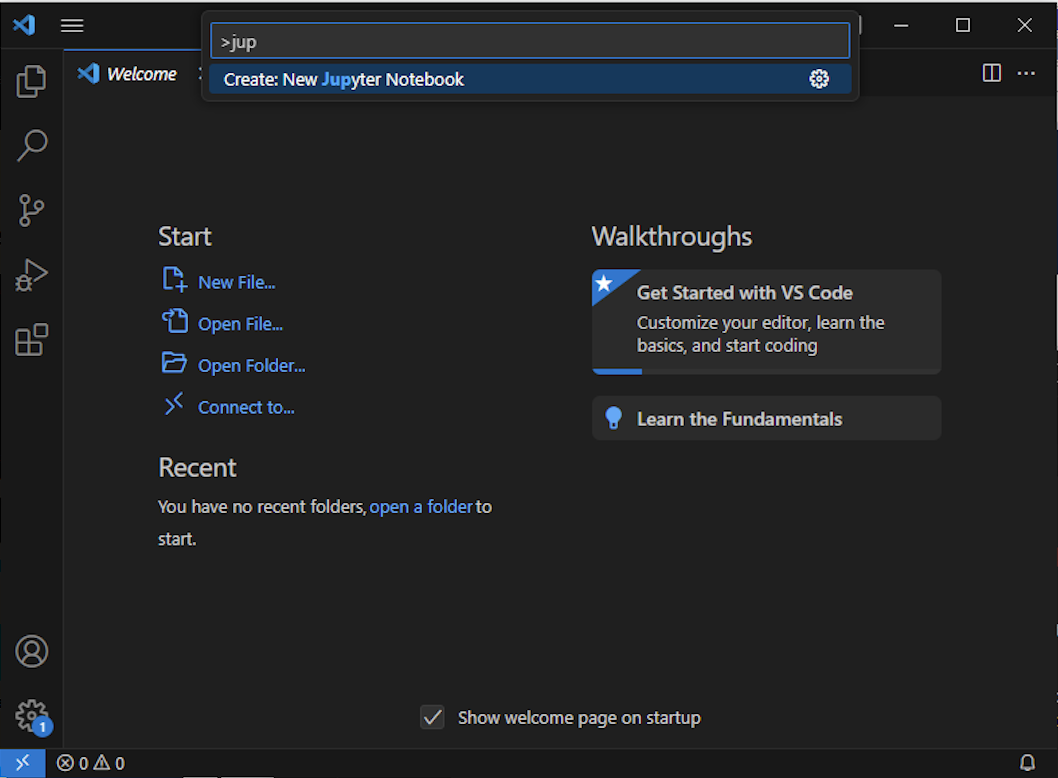 >jup
Create: New Jupyter Notebook
Welcome
Start
New File...
Open File...
Open Folder...
Connect to...
Recent
You have no recent folders, open a folder to
start.
Walkthroughs
Get Started with VS Code
Customize your editor, learn the
basics, and start coding
Learn the Fundamentals
Show welcome page on startup
1
0 0